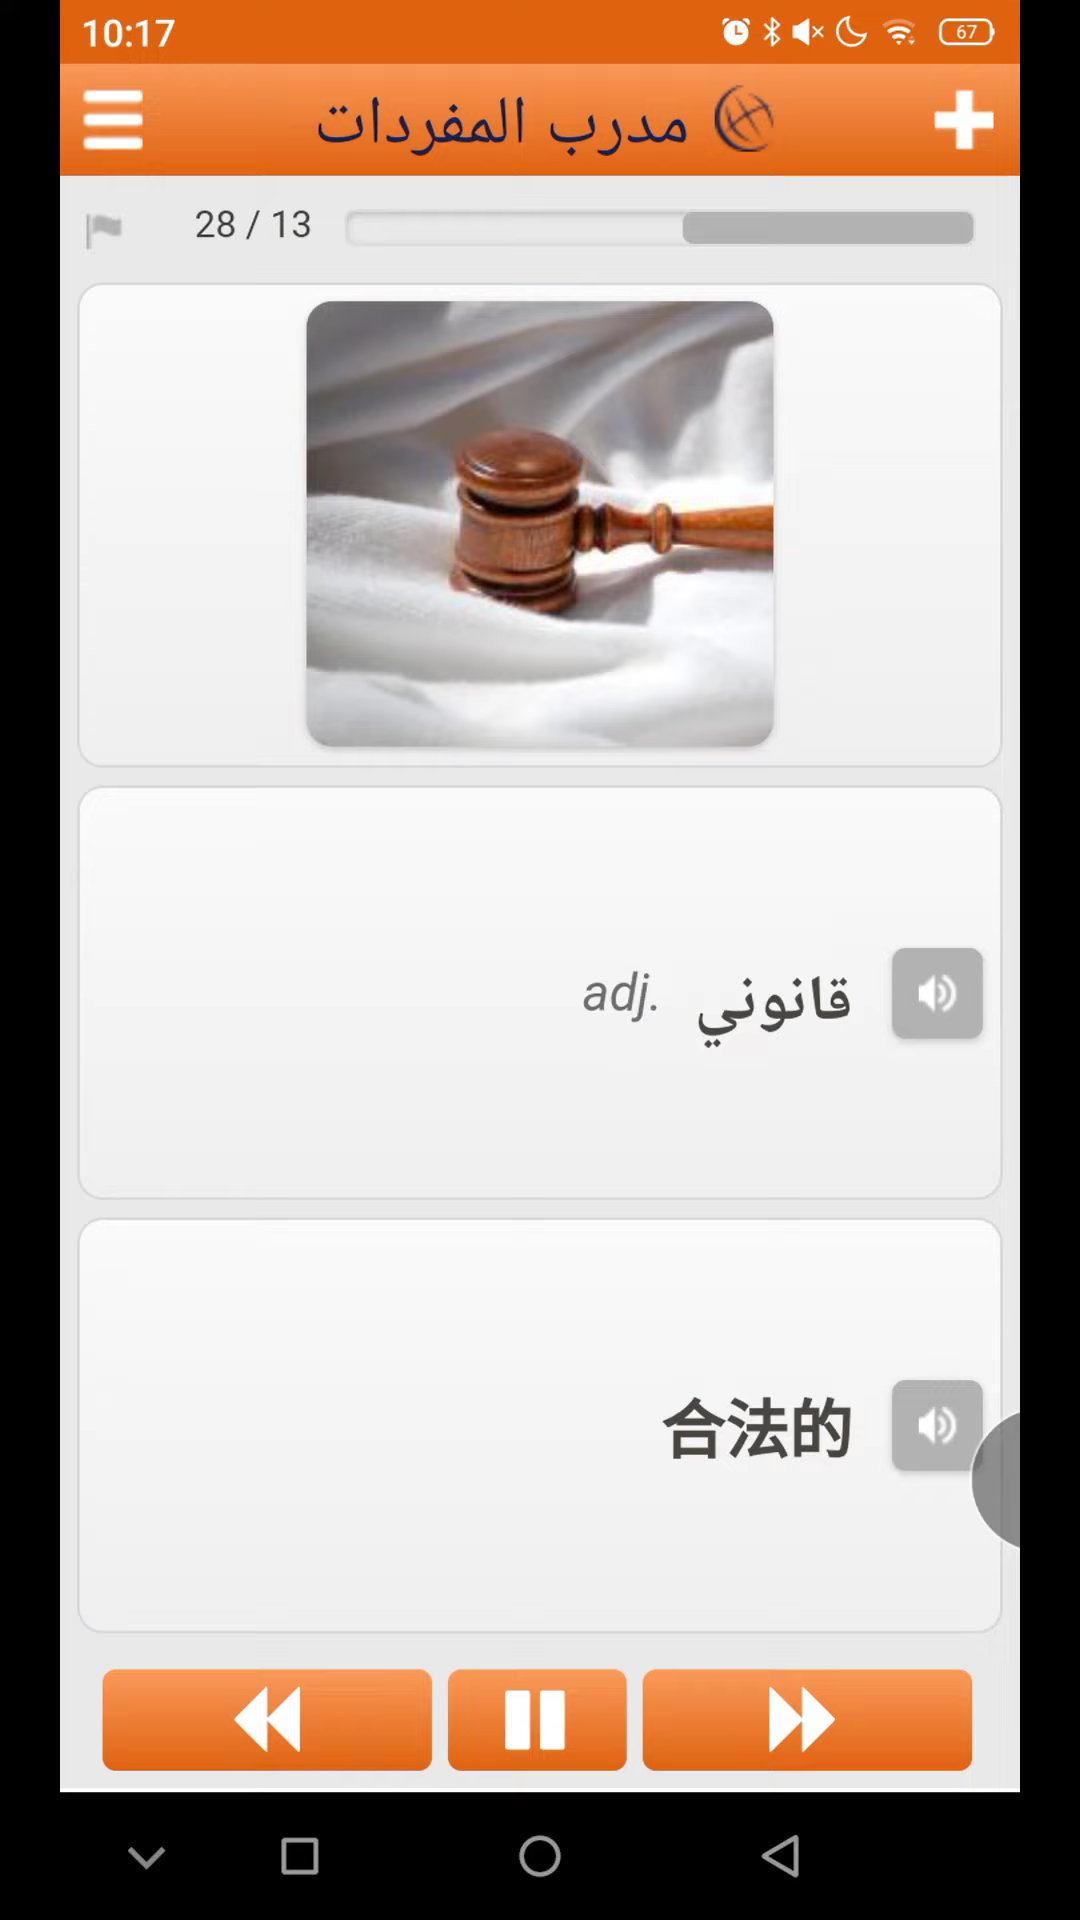 10:17
67
مدرب المفردات
28 / 13
قانوني adj.
合法的